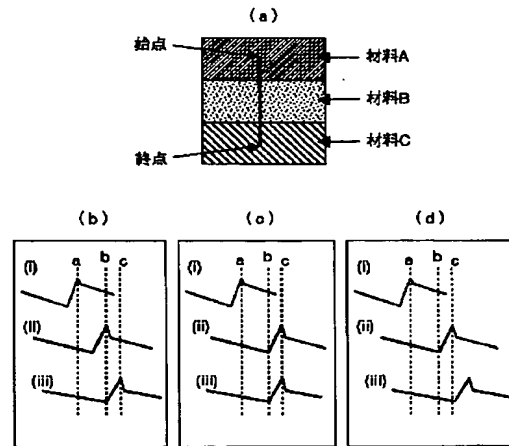 (a)
始点
材料A
材料B
終点
材料C
(b) (c) (d)
(i) a b c
(ii)
(iii)
(i) a b c
(ii)
(iii)
(i) a b c
(ii)
(iii)